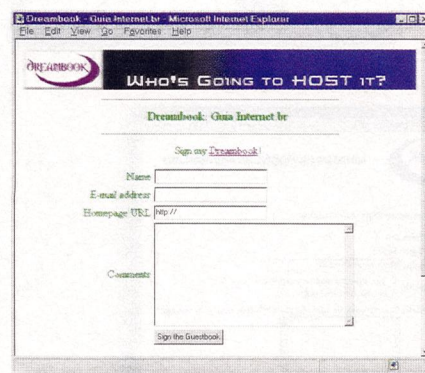 Dreambook - Guia Internet.br - Microsoft Internet Explorer
File Edit View Go Favorites Help
DREAMBOOK
WHO'S GOING TO HOST IT?
Dreambook: Guia Internet.br
Sign my Dreambook!
Name
E-mail address
Homepage URL http://
Comments
Sign the Guestbook